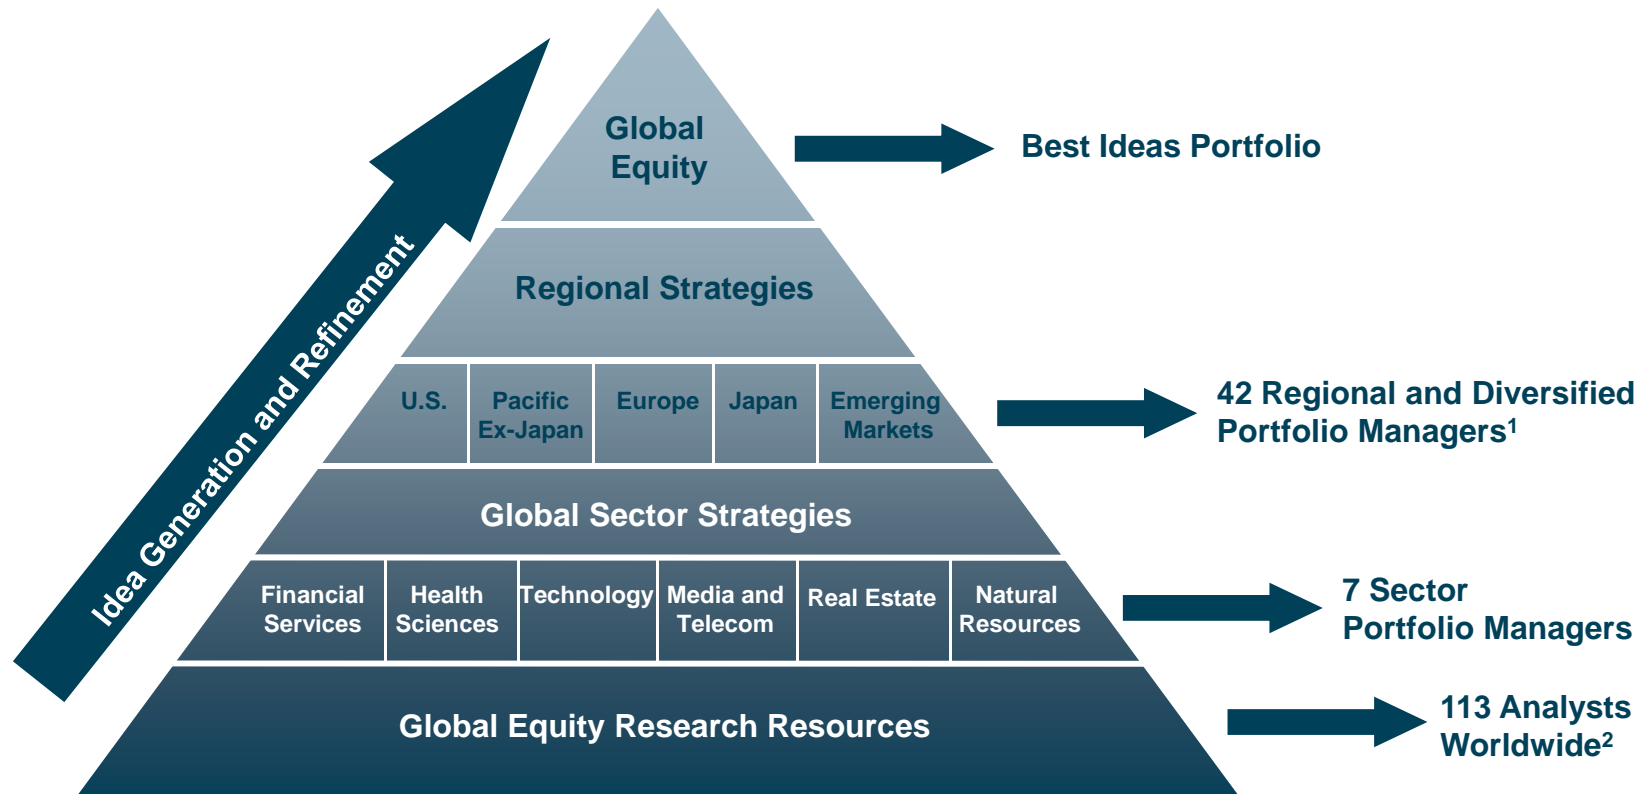 Global
Equity
Best Ideas Portfolio
Idea Generation and Refinement
Regional Strategies
U.S.
Pacific
Ex-Japan
Europe
Japan
Emerging
Markets
42 Regional and Diversified
Portfolio Managers¹
Global Sector Strategies
Financial
Services
Health
Sciences
Technology
Media and
Telecom
Real Estate
Natural
Resources
7 Sector
Portfolio Managers
Global Equity Research Resources
113 Analysts
Worldwide²